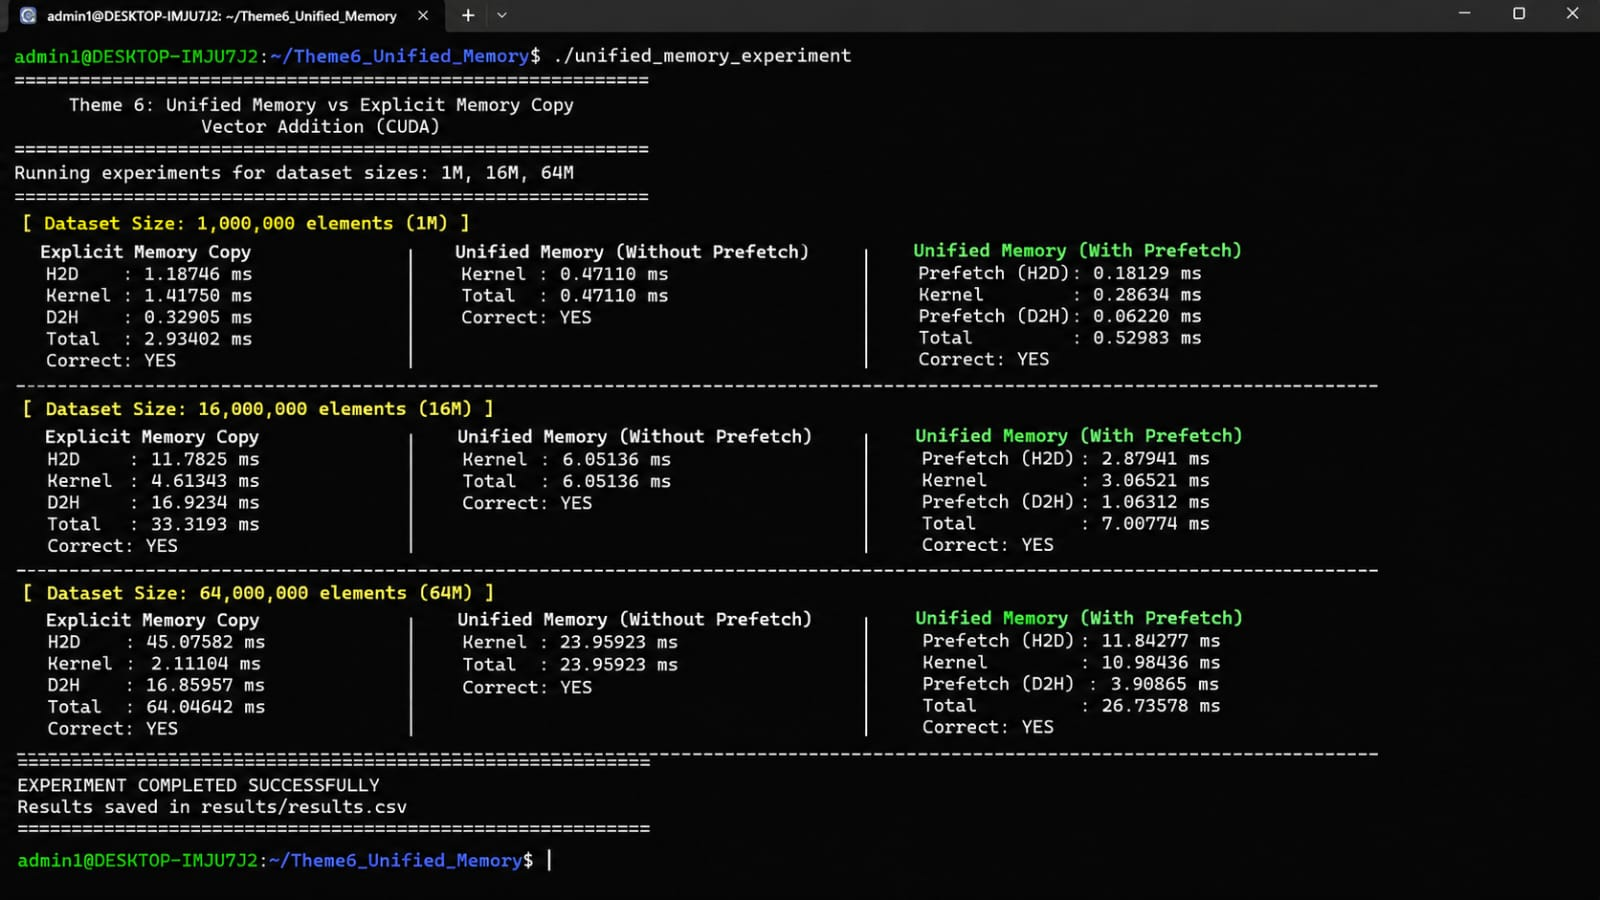 admin1@DESKTOP-IMJU7J2: ~/Theme6_Unified_Memory
admin1@DESKTOP-IMJU7J2:~/Theme6_Unified_Memory$ ./unified_memory_experiment
===========================================================
Theme 6: Unified Memory vs Explicit Memory Copy
Vector Addition (CUDA)
===========================================================
Running experiments for dataset sizes: 1M, 16M, 64M
===========================================================
[ Dataset Size: 1,000,000 elements (1M) ]
Explicit Memory Copy | Unified Memory (Without Prefetch) | Unified Memory (With Prefetch)
H2D : 1.18746 ms | Kernel : 0.47110 ms | Prefetch (H2D): 0.18129 ms
Kernel : 1.41750 ms | Total : 0.47110 ms | Kernel : 0.28634 ms
D2H : 0.32905 ms | Correct: YES | Prefetch (D2H): 0.06220 ms
Total : 2.93402 ms | | Total : 0.52983 ms
Correct: YES | | Correct: YES
--------------------------------------------------------------------------------
[ Dataset Size: 16,000,000 elements (16M) ]
Explicit Memory Copy | Unified Memory (Without Prefetch) | Unified Memory (With Prefetch)
H2D : 11.7825 ms | Kernel : 6.05136 ms | Prefetch (H2D) : 2.87941 ms
Kernel : 4.61343 ms | Total : 6.05136 ms | Kernel : 3.06521 ms
D2H : 16.9234 ms | Correct: YES | Prefetch (D2H) : 1.06312 ms
Total : 33.3193 ms | | Total : 7.00774 ms
Correct: YES | | Correct: YES
--------------------------------------------------------------------------------
[ Dataset Size: 64,000,000 elements (64M) ]
Explicit Memory Copy | Unified Memory (Without Prefetch) | Unified Memory (With Prefetch)
H2D : 45.07582 ms | Kernel : 23.95923 ms | Prefetch (H2D) : 11.84277 ms
Kernel : 2.11104 ms | Total : 23.95923 ms | Kernel : 10.98436 ms
D2H : 16.85957 ms | Correct: YES | Prefetch (D2H) : 3.90865 ms
Total : 64.04642 ms | | Total : 26.73578 ms
Correct: YES | | Correct: YES
--------------------------------------------------------------------------------
===========================================================
EXPERIMENT COMPLETED SUCCESSFULLY
Results saved in results/results.csv
===========================================================
admin1@DESKTOP-IMJU7J2:~/Theme6_Unified_Memory$